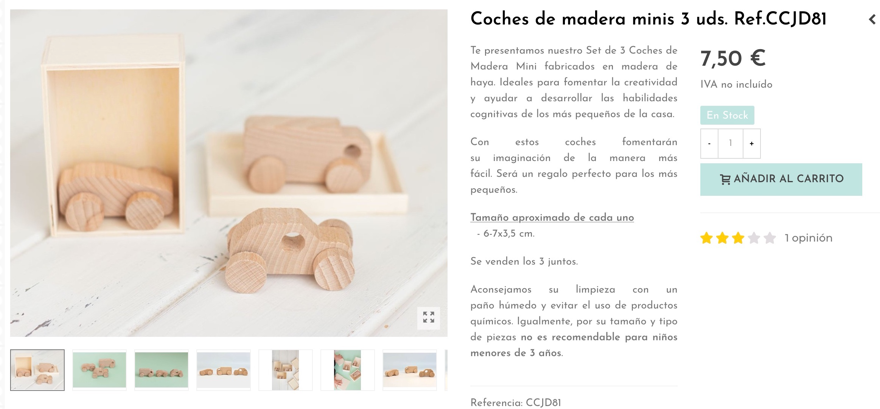 Coches de madera minis 3 uds. Ref.CCJD81
Te presentamos nuestro Set de 3 Coches de
Madera Mini fabricados en madera de
haya. Ideales para fomentar la creatividad
y ayudar a desarrollar las habilidades
cognitivas de los más pequeños de la casa.
Con estos coches fomentarán
su imaginación de la manera más
fácil. Será un regalo perfecto para los más
pequeños.
Tamaño aproximado de cada uno
- 6-7x3,5 cm.
Se venden los 3 juntos.
Aconsejamos su limpieza con un
paño húmedo y evitar el uso de productos
químicos. Igualmente, por su tamaño y tipo
de piezas no es recomendable para niños
menores de 3 años.
Referencia: CCJD81
7,50 €
IVA no incluído
En Stock
- 1 +
AÑADIR AL CARRITO
1 opinión